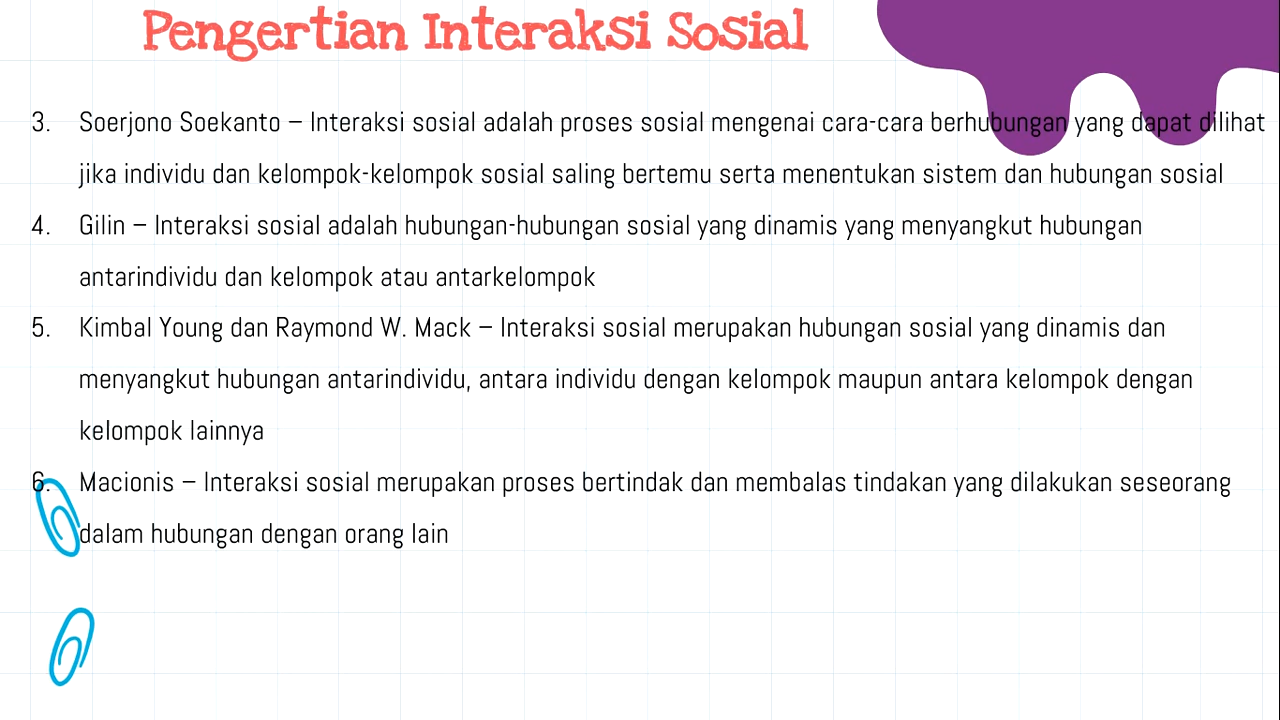 Pengertian Interaksi Sosial
3. Soerjono Soekanto – Interaksi sosial adalah proses sosial mengenai cara-cara berhubungan yang dapat dilihat
jika individu dan kelompok-kelompok sosial saling bertemu serta menentukan sistem dan hubungan sosial
4. Gilin – Interaksi sosial adalah hubungan-hubungan sosial yang dinamis yang menyangkut hubungan
antarindividu dan kelompok atau antarkelompok
5. Kimbal Young dan Raymond W. Mack – Interaksi sosial merupakan hubungan sosial yang dinamis dan
menyangkut hubungan antarindividu, antara individu dengan kelompok maupun antara kelompok dengan
kelompok lainnya
6. Macionis – Interaksi sosial merupakan proses bertindak dan membalas tindakan yang dilakukan seseorang
dalam hubungan dengan orang lain